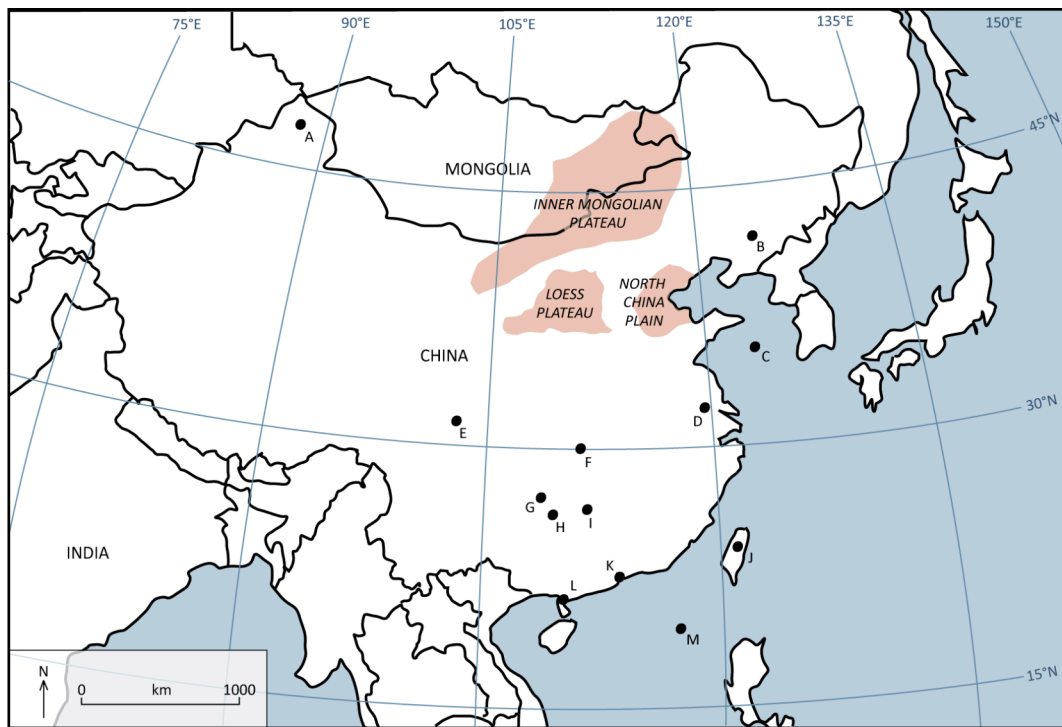 75°E
90°E
105°E
120°E
135°E
150°E
45°N
A
MONGOLIA
INNER MONGOLIAN
PLATEAU
B
NORTH
CHINA
PLAIN
LOESS
PLATEAU
CHINA
C
30°N
D
E
F
G
H
I
INDIA
J
K
L
M
N
0 km 1000
15°N